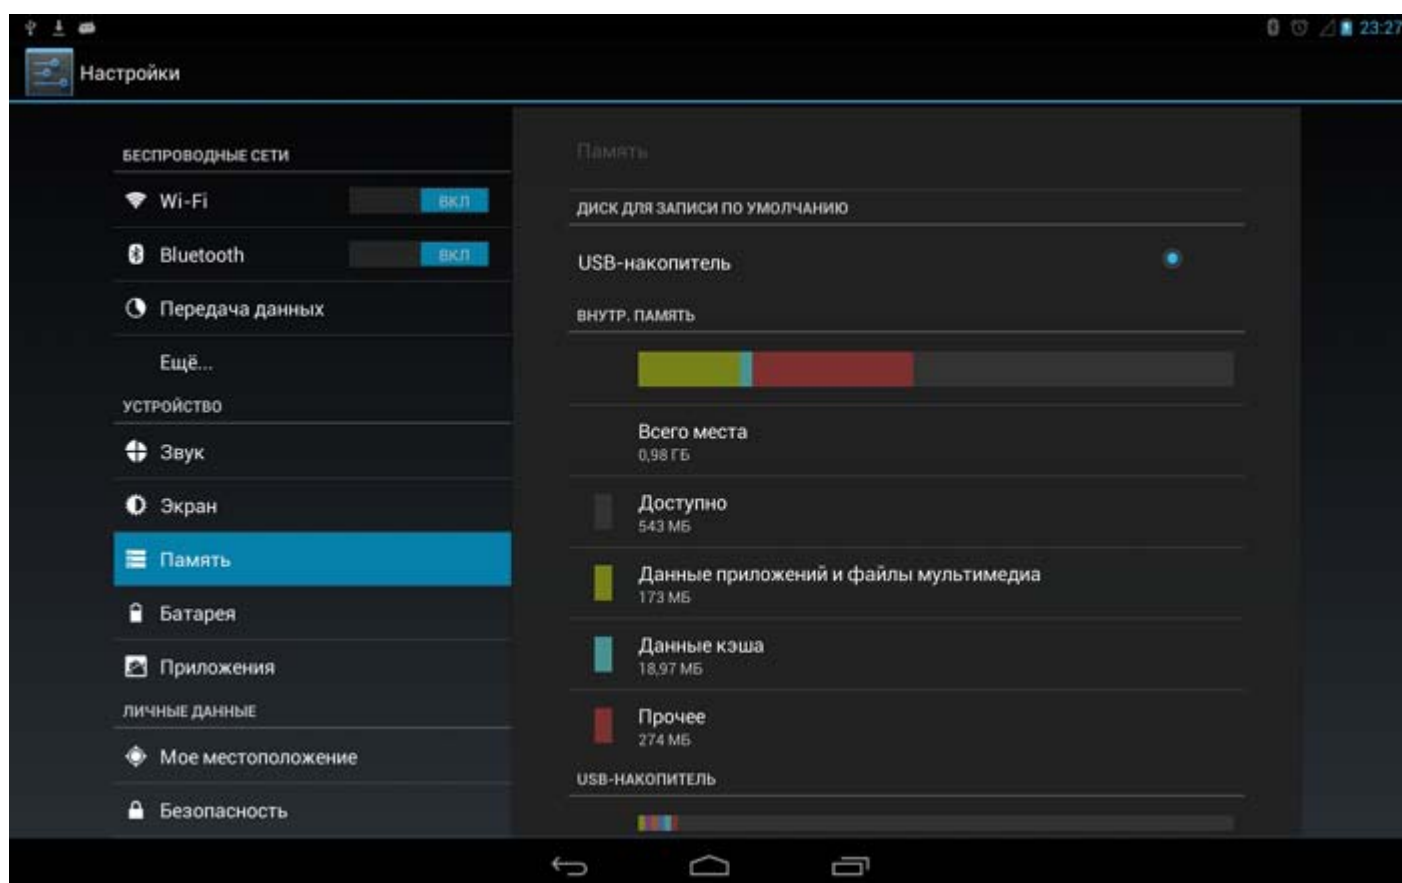 23:27
Настройки
БЕСПРОВОДНЫЕ СЕТИ
Wi-Fi ВКЛ
Bluetooth ВКЛ
Передача данных
Ещё...
УСТРОЙСТВО
Звук
Экран
Память
Батарея
Приложения
ЛИЧНЫЕ ДАННЫЕ
Мое местоположение
Безопасность
Память
ДИСК ДЛЯ ЗАПИСИ ПО УМОЛЧАНИЮ
USB-накопитель
ВНУТР. ПАМЯТЬ
Всего места
0,98 ГБ
Доступно
543 МБ
Данные приложений и файлы мультимедиа
173 МБ
Данные кэша
18,97 МБ
Прочее
274 МБ
USB-НАКОПИТЕЛЬ